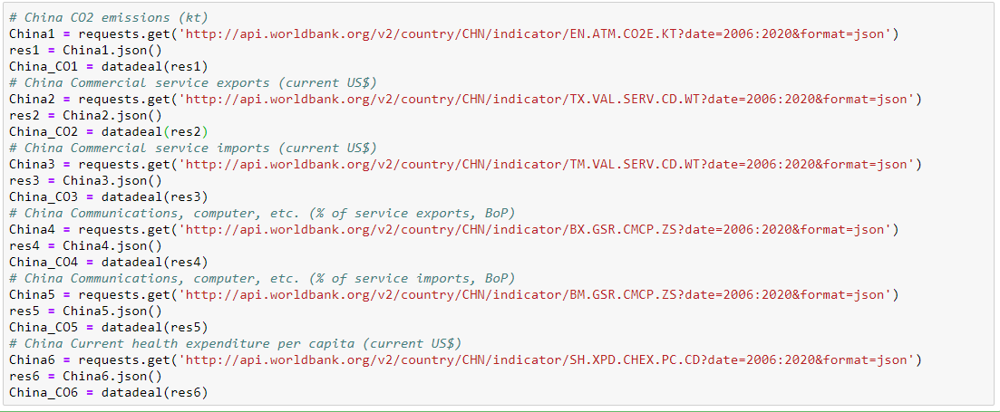 # China CO2 emissions (kt)
China1 = requests.get('http://api.worldbank.org/v2/country/CHN/indicator/EN.ATM.CO2E.KT?date=2006:2020&format=json')
res1 = China1.json()
China_CO1 = datadeal(res1)
# China Commercial service exports (current US$)
China2 = requests.get('http://api.worldbank.org/v2/country/CHN/indicator/TX.VAL.SERV.CD.WT?date=2006:2020&format=json')
res2 = China2.json()
China_CO2 = datadeal(res2)
# China Commercial service imports (current US$)
China3 = requests.get('http://api.worldbank.org/v2/country/CHN/indicator/TM.VAL.SERV.CD.WT?date=2006:2020&format=json')
res3 = China3.json()
China_CO3 = datadeal(res3)
# China Communications, computer, etc. (% of service exports, BoP)
China4 = requests.get('http://api.worldbank.org/v2/country/CHN/indicator/BX.GSR.CMCP.ZS?date=2006:2020&format=json')
res4 = China4.json()
China_CO4 = datadeal(res4)
# China Communications, computer, etc. (% of service imports, BoP)
China5 = requests.get('http://api.worldbank.org/v2/country/CHN/indicator/BM.GSR.CMCP.ZS?date=2006:2020&format=json')
res5 = China5.json()
China_CO5 = datadeal(res5)
# China Current health expenditure per capita (current US$)
China6 = requests.get('http://api.worldbank.org/v2/country/CHN/indicator/SH.XPD.CHEX.PC.CD?date=2006:2020&format=json')
res6 = China6.json()
China_CO6 = datadeal(res6)